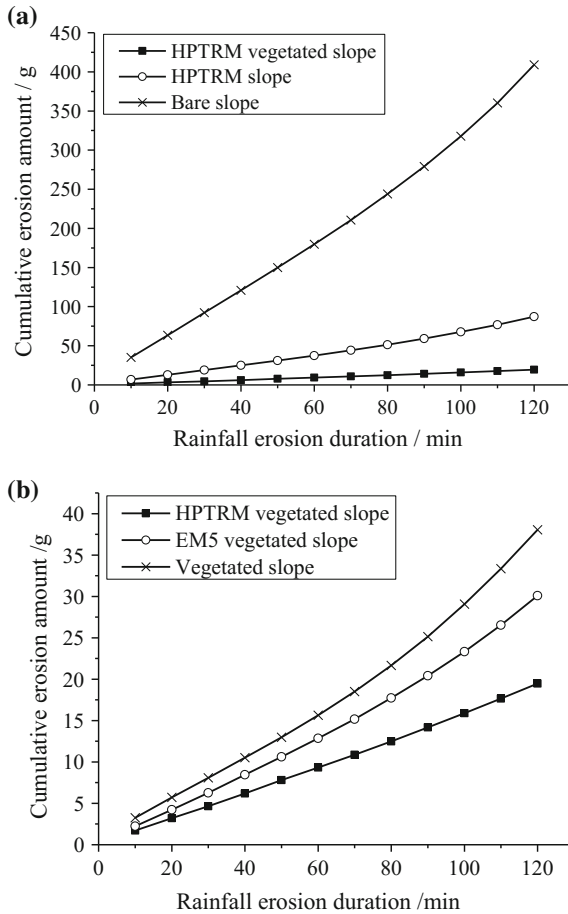 (a)
450
400
350
300
250
200
150
100
50
0
HPTRM vegetated slope
HPTRM slope
Bare slope
Cumulative erosion amount / g
0 20 40 60 80 100 120
Rainfall erosion duration / min
(b)
40
35
30
25
20
15
10
5
0
HPTRM vegetated slope
EM5 vegetated slope
Vegetated slope
Cumulative erosion amount /g
0 20 40 60 80 100 120
Rainfall erosion duration /min